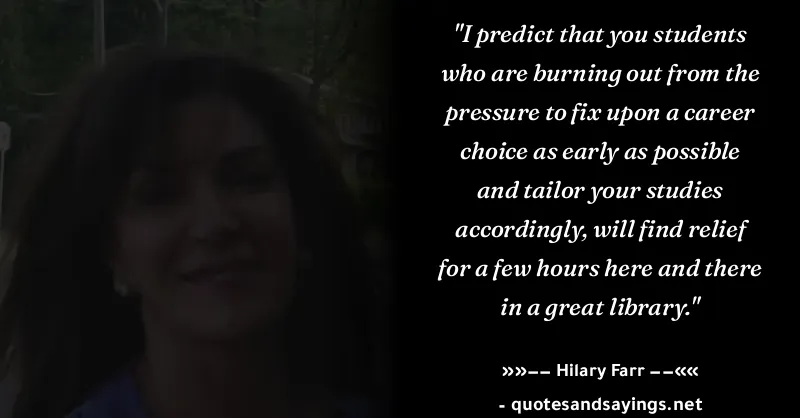 "I predict that you students
who are burning out from the
pressure to fix upon a career
choice as early as possible
and tailor your studies
accordingly, will find relief
for a few hours here and there
in a great library."
»»–– Hilary Farr ––««
- quotesandsayings.net